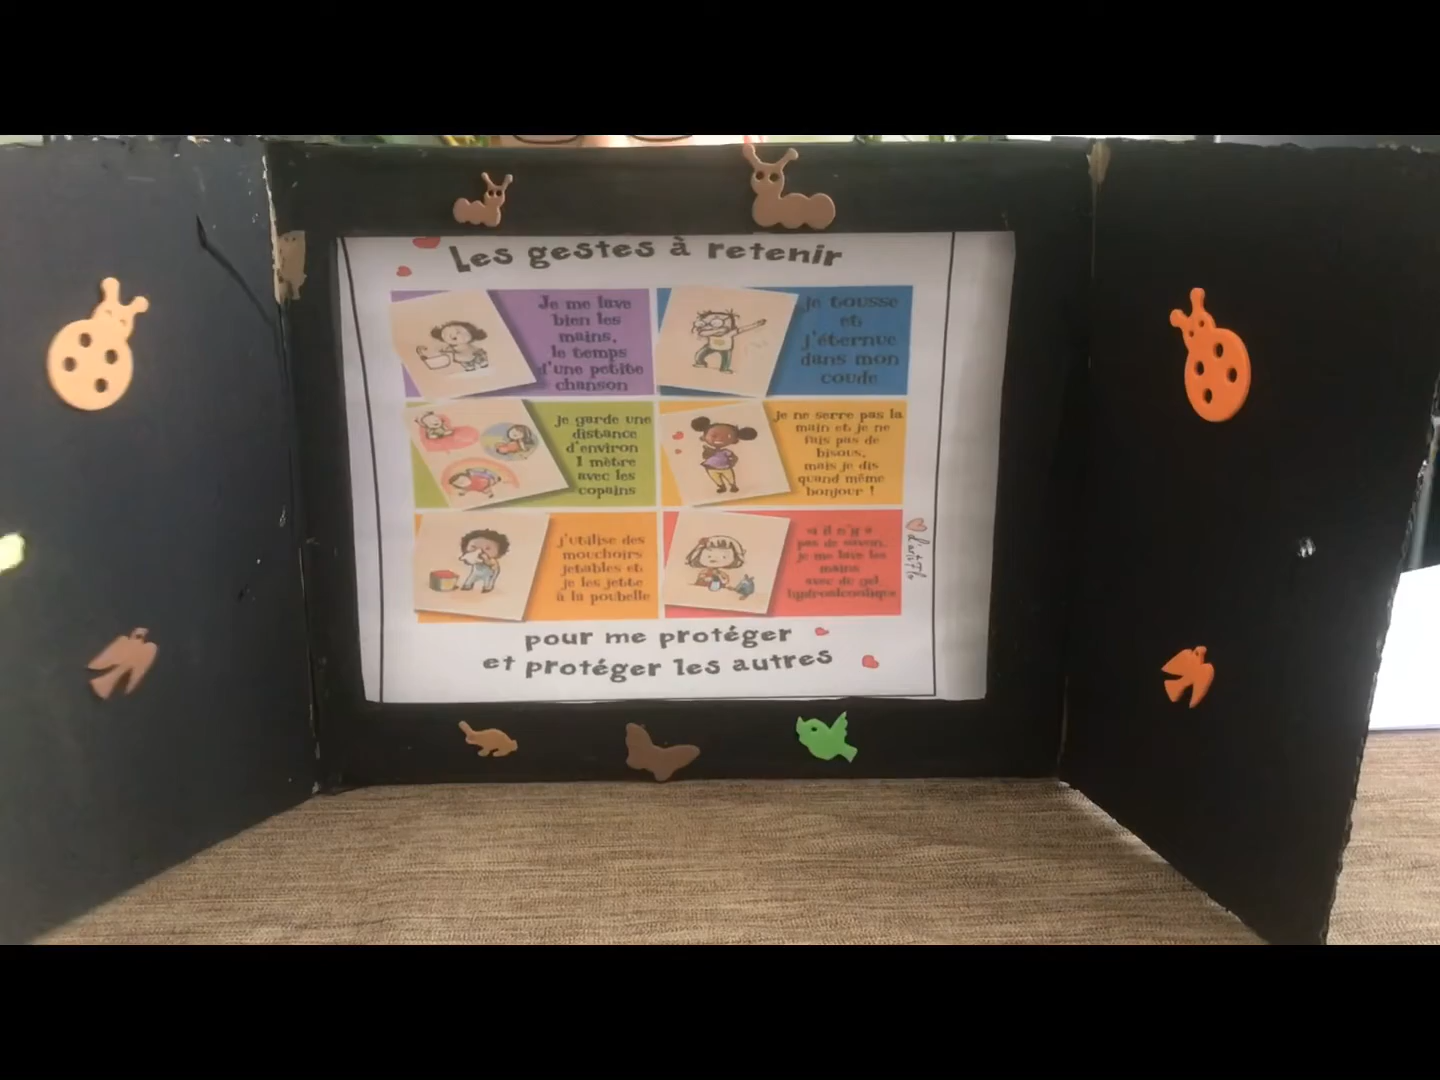 Les gestes à retenir
Je me lave
bien les
mains,
le temps
d'une petite
chanson
je tousse
et
j'éternue
dans mon
coude
je garde une
distance
d'environ
1 mètre
avec les
copains
je ne serre pas la
main et je ne
fais pas de
bisous,
mais je dis
quand même
bonjour !
j'utilise des
mouchoirs
jetables et
je les jette
à la poubelle
s'il n'y a
pas de savon,
je me lave les
mains
avec du gel
hydroalcoolique
pour me protéger
et protéger les autres